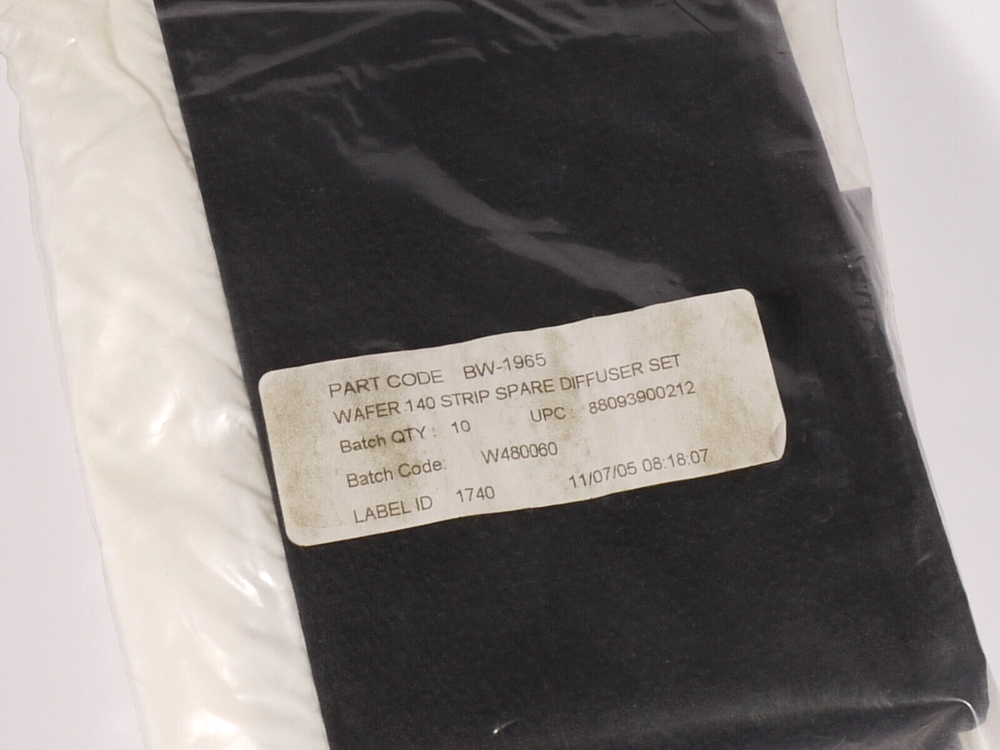 PART CODE BW-1965
WAFER 140 STRIP SPARE DIFFUSER SET
Batch QTY : 10 UPC : 88093900212
Batch Code: W480060
LABEL ID 1740 11/07/05 08:18:07